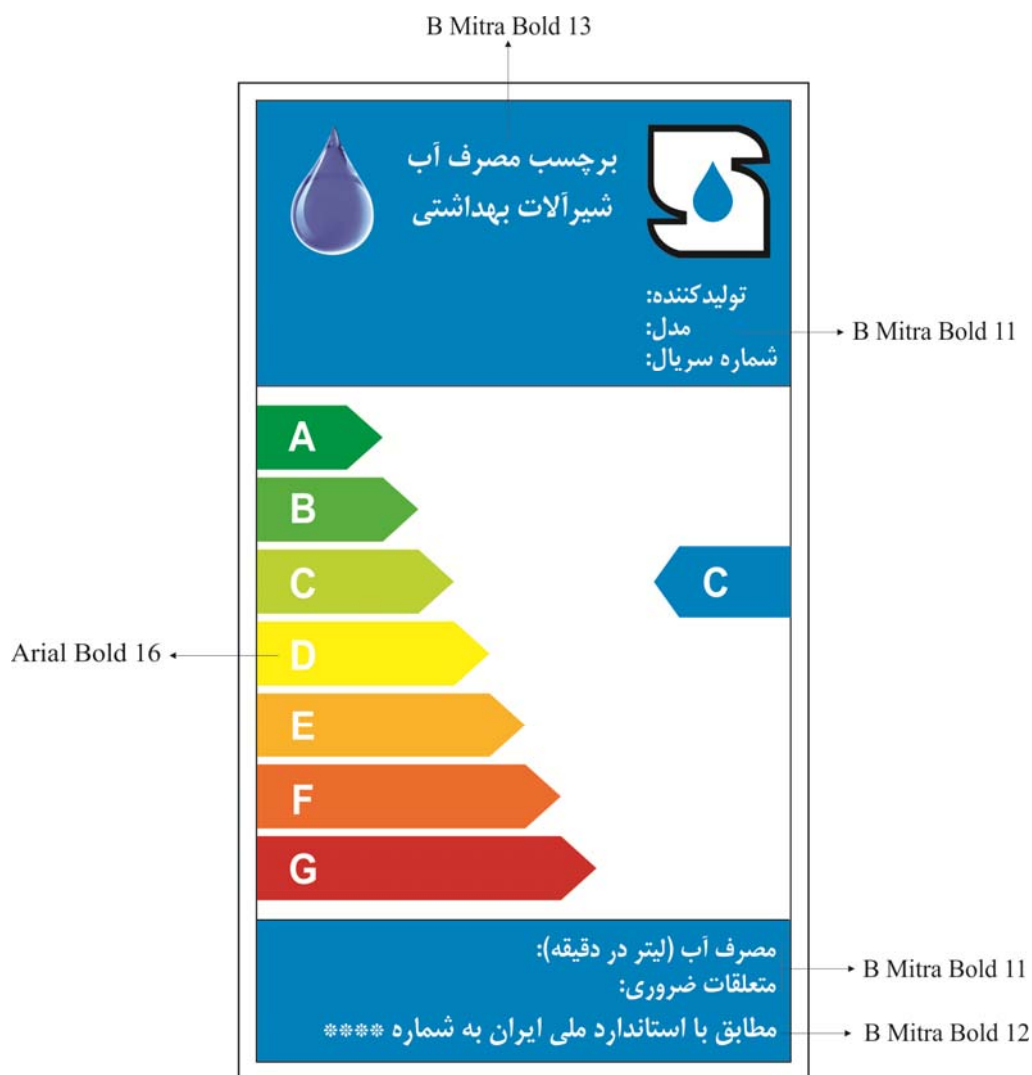 B Mitra Bold 13
برچسب مصرف آب
شیرآلات بهداشتی
تولیدکننده:
مدل:
B Mitra Bold 11
شماره سریال:
A
B
C
C
Arial Bold 16
D
E
F
G
مصرف آب (لیتر در دقیقه):
B Mitra Bold 11
متعلقات ضروری:
مطابق با استاندارد ملی ایران به شماره ****
B Mitra Bold 12